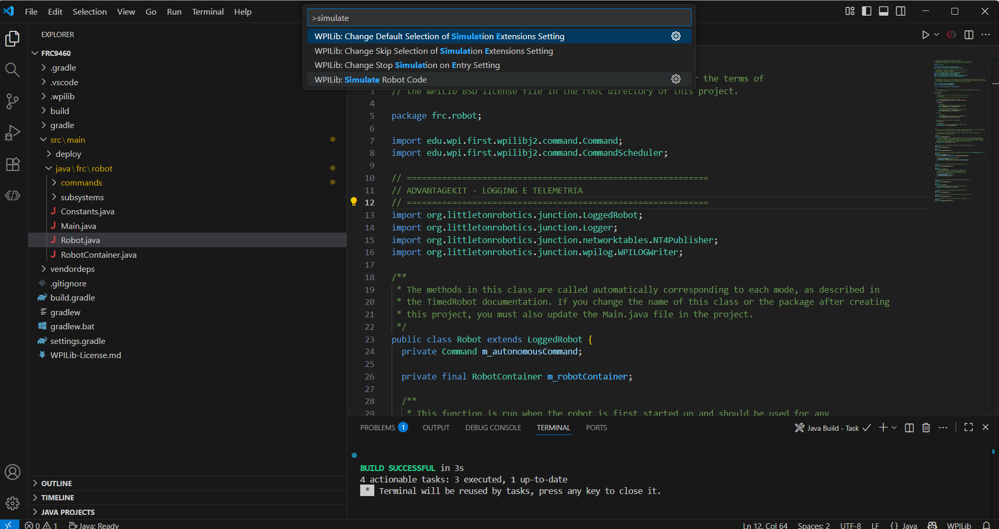 File Edit Selection View Go Run Terminal Help
>simulate
WPILib: Change Default Selection of Simulation Extensions Setting
WPILib: Change Skip Selection of Simulation Extensions Setting
WPILib: Change Stop Simulation on Entry Setting
WPILib: Simulate Robot Code
EXPLORER
FRC9460
.gradle
.vscode
.wpilib
build
gradle
src\main
deploy
java\frc\robot
commands
subsystems
Constants.java
Main.java
Robot.java
RobotContainer.java
vendordeps
.gitignore
build.gradle
gradlew
gradlew.bat
settings.gradle
WPILib-License.md
OUTLINE
TIMELINE
JAVA PROJECTS
the terms of
3 // the WPILib BSD license file in the root directory of this project.
4
5 package frc.robot;
6
7 import edu.wpi.first.wpilibj2.command.Command;
8 import edu.wpi.first.wpilibj2.command.CommandScheduler;
9
10 // ============================================================
11 // ADVANTAGEKIT - LOGGING E TELEMETRIA
12 // ============================================================
13 import org.littletonrobotics.junction.LoggedRobot;
14 import org.littletonrobotics.junction.Logger;
15 import org.littletonrobotics.junction.networktables.NT4Publisher;
16 import org.littletonrobotics.junction.wpilog.WPILOGWriter;
17
18 /**
19 * The methods in this class are called automatically corresponding to each mode, as described in
20 * the TimedRobot documentation. If you change the name of this class or the package after creating
21 * this project, you must also update the Main.java file in the project.
22 */
23 public class Robot extends LoggedRobot {
24 private Command m_autonomousCommand;
25
26 private final RobotContainer m_robotContainer;
27
28 /**
29 * This function is run when the robot is first started up and should be used for any
PROBLEMS 1 OUTPUT DEBUG CONSOLE TERMINAL PORTS
Java Build - Task
BUILD SUCCESSFUL in 3s
4 actionable tasks: 3 executed, 1 up-to-date
* Terminal will be reused by tasks, press any key to close it.
0 1 Java: Ready
Ln 12, Col 64 Spaces: 2 UTF-8 LF {} Java WPILib